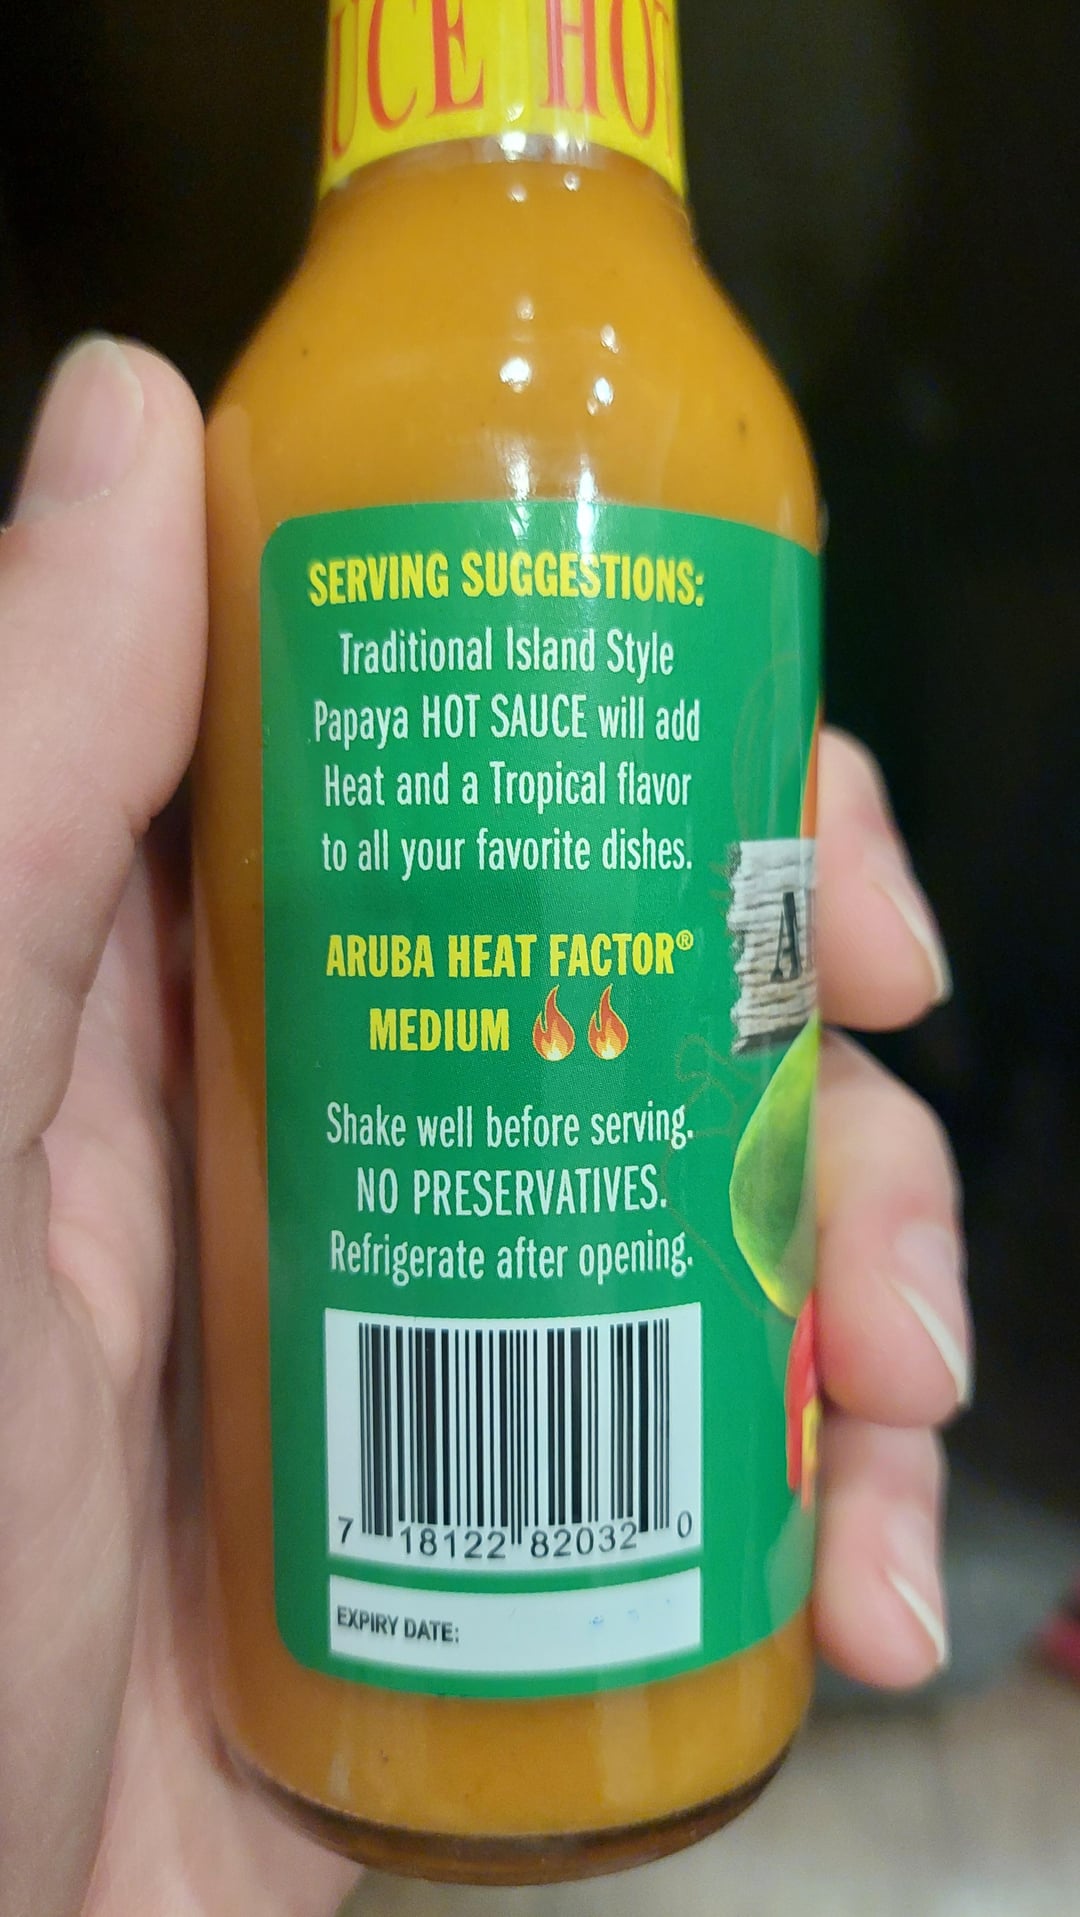 UCE HOT
SERVING SUGGESTIONS:
Traditional Island Style
Papaya HOT SAUCE will add
Heat and a Tropical flavor
to all your favorite dishes.
A
ARUBA HEAT FACTOR®
MEDIUM
Shake well before serving.
NO PRESERVATIVES.
Refrigerate after opening.
7 18122 82032 0
EXPIRY DATE: